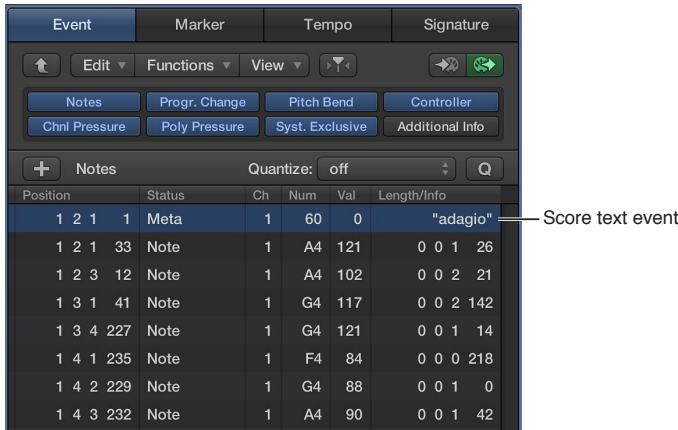 Event Marker Tempo Signature
Edit Functions View
Notes Progr. Change Pitch Bend Controller
Chnl Pressure Poly Pressure Syst. Exclusive Additional Info
+ Notes Quantize: off Q
Position Status Ch Num Val Length/Info
1 2 1 1 Meta 1 60 0 "adagio" Score text event
1 2 1 33 Note 1 A4 121 0 0 1 26
1 2 3 12 Note 1 A4 102 0 0 2 21
1 3 1 41 Note 1 G4 117 0 0 2 142
1 3 4 227 Note 1 G4 121 0 0 1 14
1 4 1 235 Note 1 F4 84 0 0 0 218
1 4 2 229 Note 1 G4 88 0 0 1 0
1 4 3 232 Note 1 A4 90 0 0 1 42